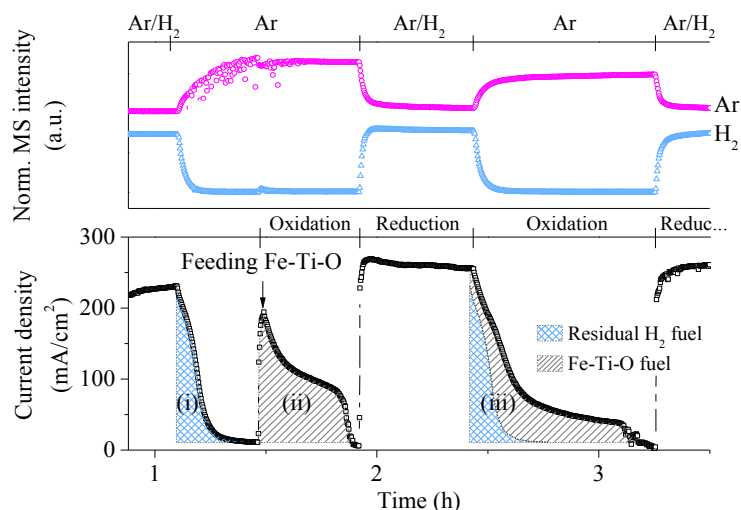 Ar/H2 Ar Ar/H2 Ar Ar/H2
Norm. MS intensity
(a.u.)
Ar
H2
Oxidation Reduction Oxidation Reduc...
Feeding Fe-Ti-O
Current density
(mA/cm2)
300
200
100
0
Residual H2 fuel
Fe-Ti-O fuel
(i) (ii) (iii)
1 2 3
Time (h)